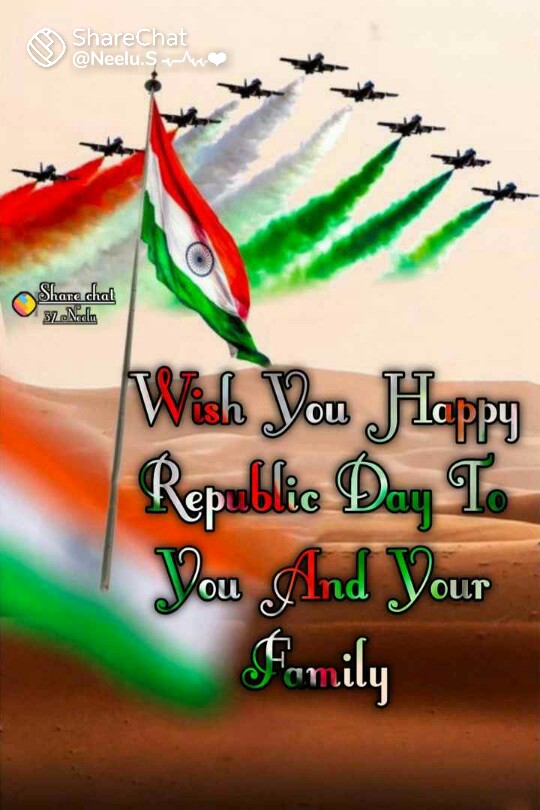 ShareChat
@Neelu.S
Share chat
37 Neelu
Wish You Happy
Republic Day To
You And Your
Family